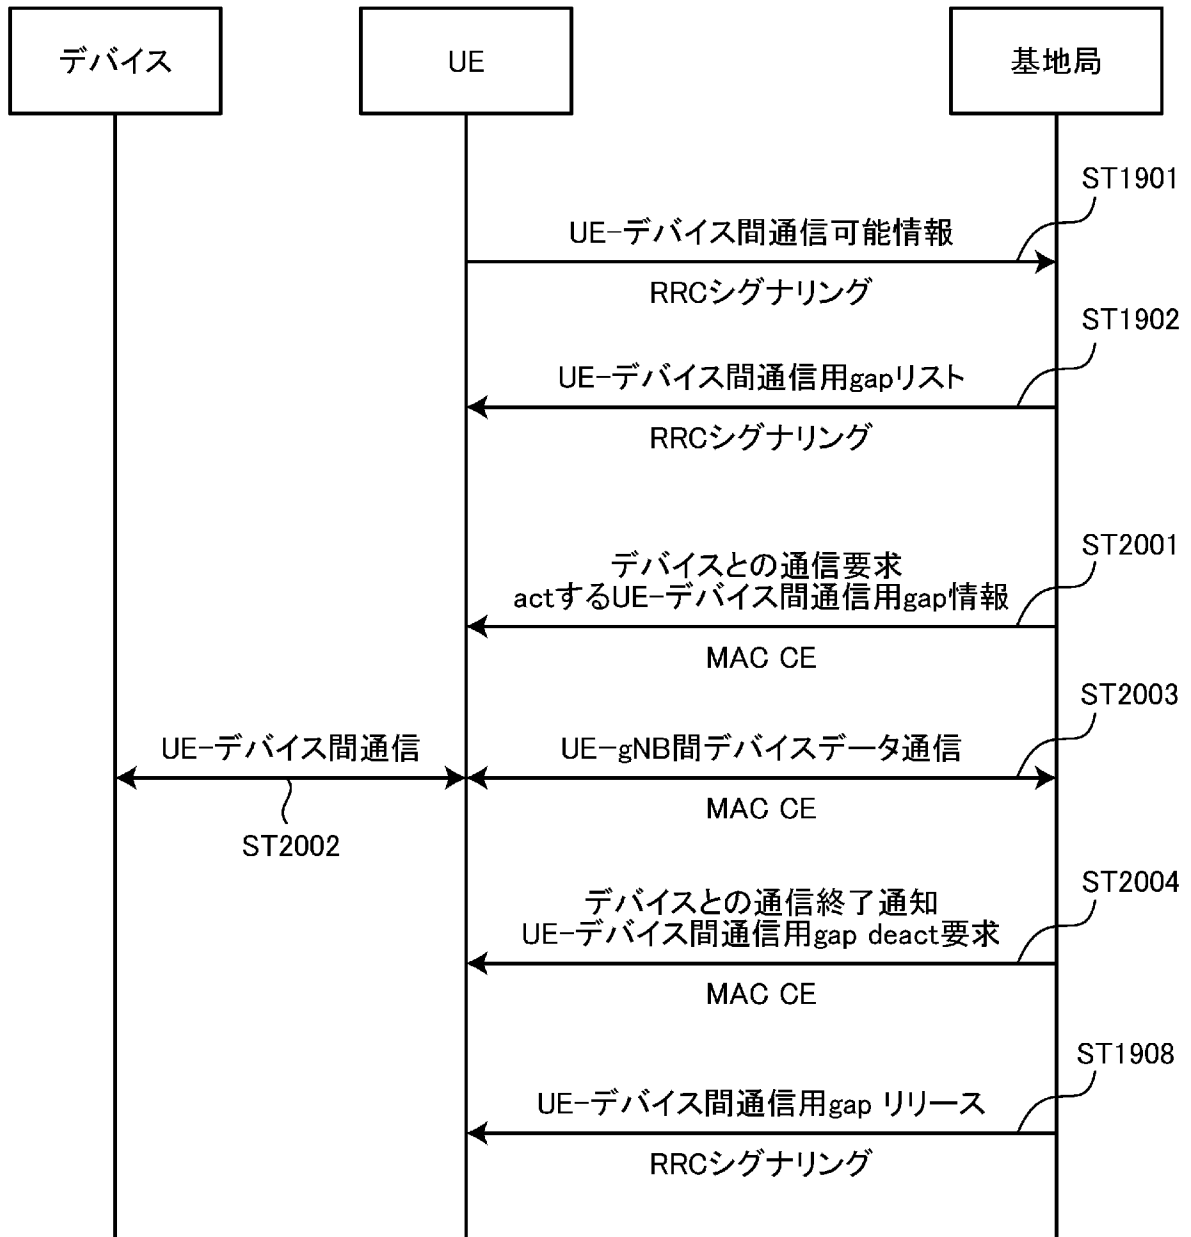 デバイス
UE
基地局
ST1901
UE-デバイス間通信可能情報
RRCシグナリング
ST1902
UE-デバイス間通信用gapリスト
RRCシグナリング
ST2001
デバイスとの通信要求
actするUE-デバイス間通信用gap情報
MAC CE
ST2003
UE-デバイス間通信
UE-gNB間デバイスデータ通信
MAC CE
ST2002
ST2004
デバイスとの通信終了通知
UE-デバイス間通信用gap deact要求
MAC CE
ST1908
UE-デバイス間通信用gap リリース
RRCシグナリング